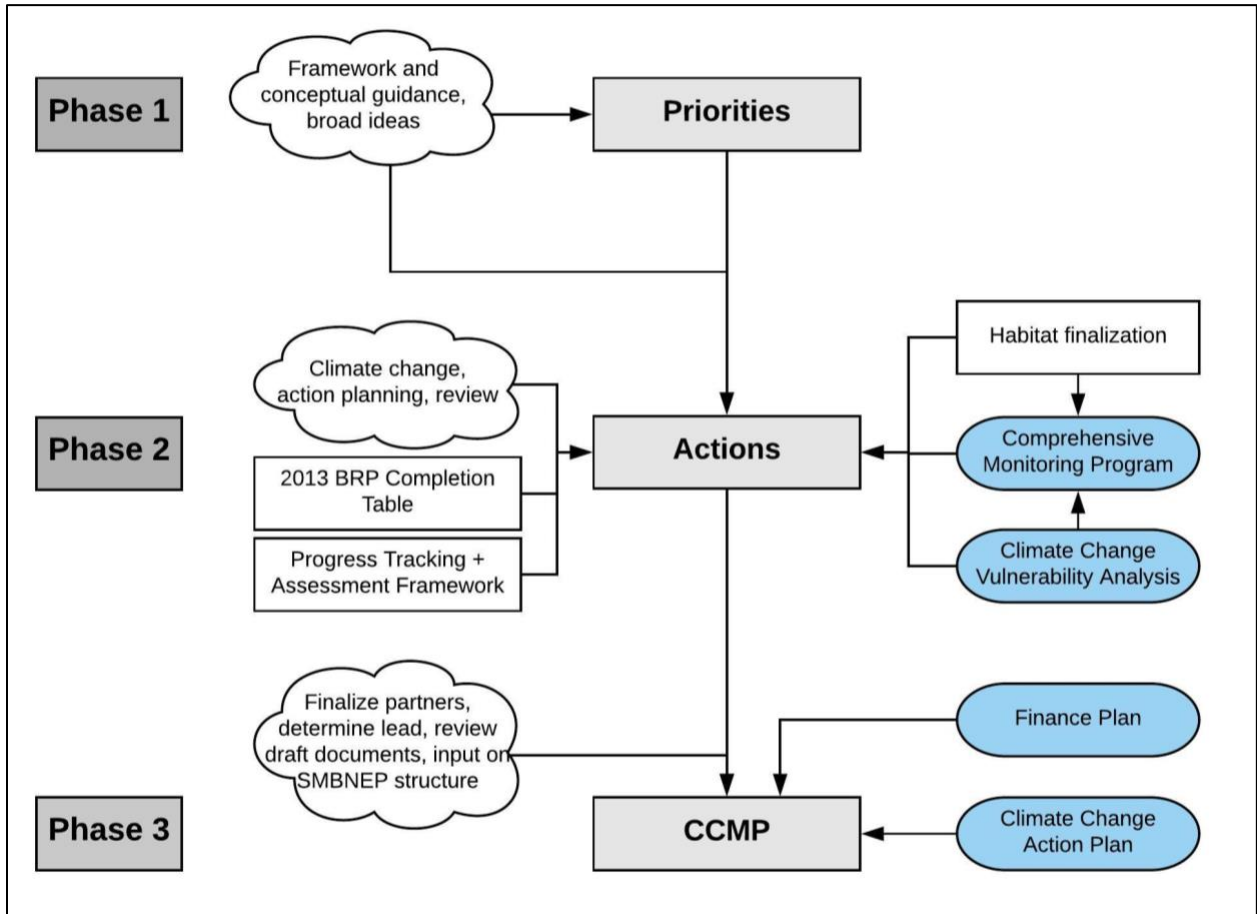 Phase 1
Framework and
conceptual guidance,
broad ideas
Priorities
Phase 2
Climate change,
action planning, review
2013 BRP Completion
Table
Progress Tracking +
Assessment Framework
Actions
Habitat finalization
Comprehensive
Monitoring Program
Climate Change
Vulnerability Analysis
Phase 3
Finalize partners,
determine lead, review
draft documents, input on
SMBNEP structure
CCMP
Finance Plan
Climate Change
Action Plan